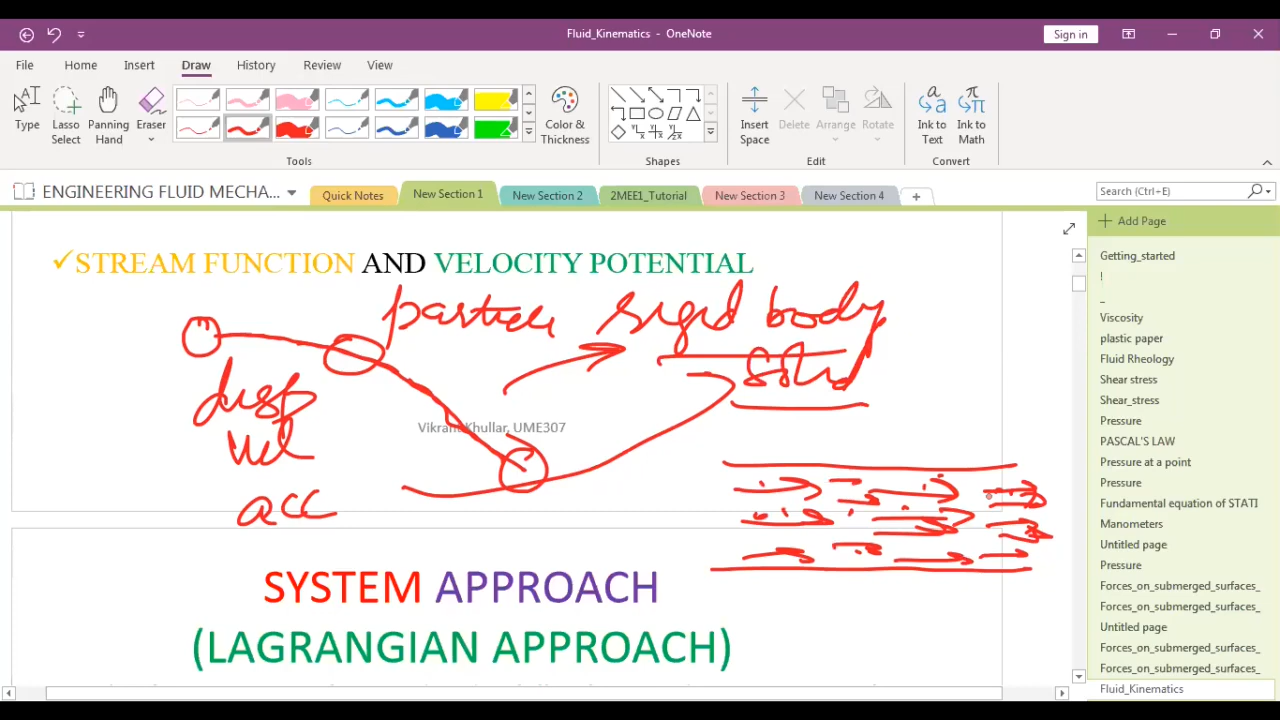 Fluid_Kinematics - OneNote
Sign in
File Home Insert Draw History Review View
Type Lasso Select Panning Hand Eraser Color & Thickness Insert Space Delete Arrange Rotate Ink to Text Ink to Math
Tools Shapes Edit Convert
ENGINEERING FLUID MECHA... Quick Notes New Section 1 New Section 2 2MEE1_Tutorial New Section 3 New Section 4
Search (Ctrl+E)
✓STREAM FUNCTION AND VELOCITY POTENTIAL
particle rigid body
solid
disp
Vel
acc
Vikrant Khullar, UME307
SYSTEM APPROACH
(LAGRANGIAN APPROACH)
Add Page
Getting_started
!
_
Viscosity
plastic paper
Fluid Rheology
Shear stress
Shear_stress
Pressure
PASCAL'S LAW
Pressure at a point
Pressure
Fundamental equation of STATI
Manometers
Untitled page
Pressure
Forces_on_submerged_surfaces_
Forces_on_submerged_surfaces_
Untitled page
Forces_on_submerged_surfaces_
Forces_on_submerged_surfaces_
Fluid_Kinematics